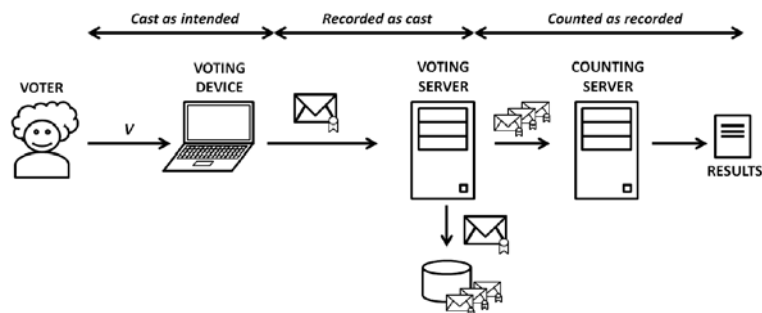 Cast as intended
Recorded as cast
Counted as recorded
VOTER
VOTING
DEVICE
VOTING
SERVER
COUNTING
SERVER
V
RESULTS